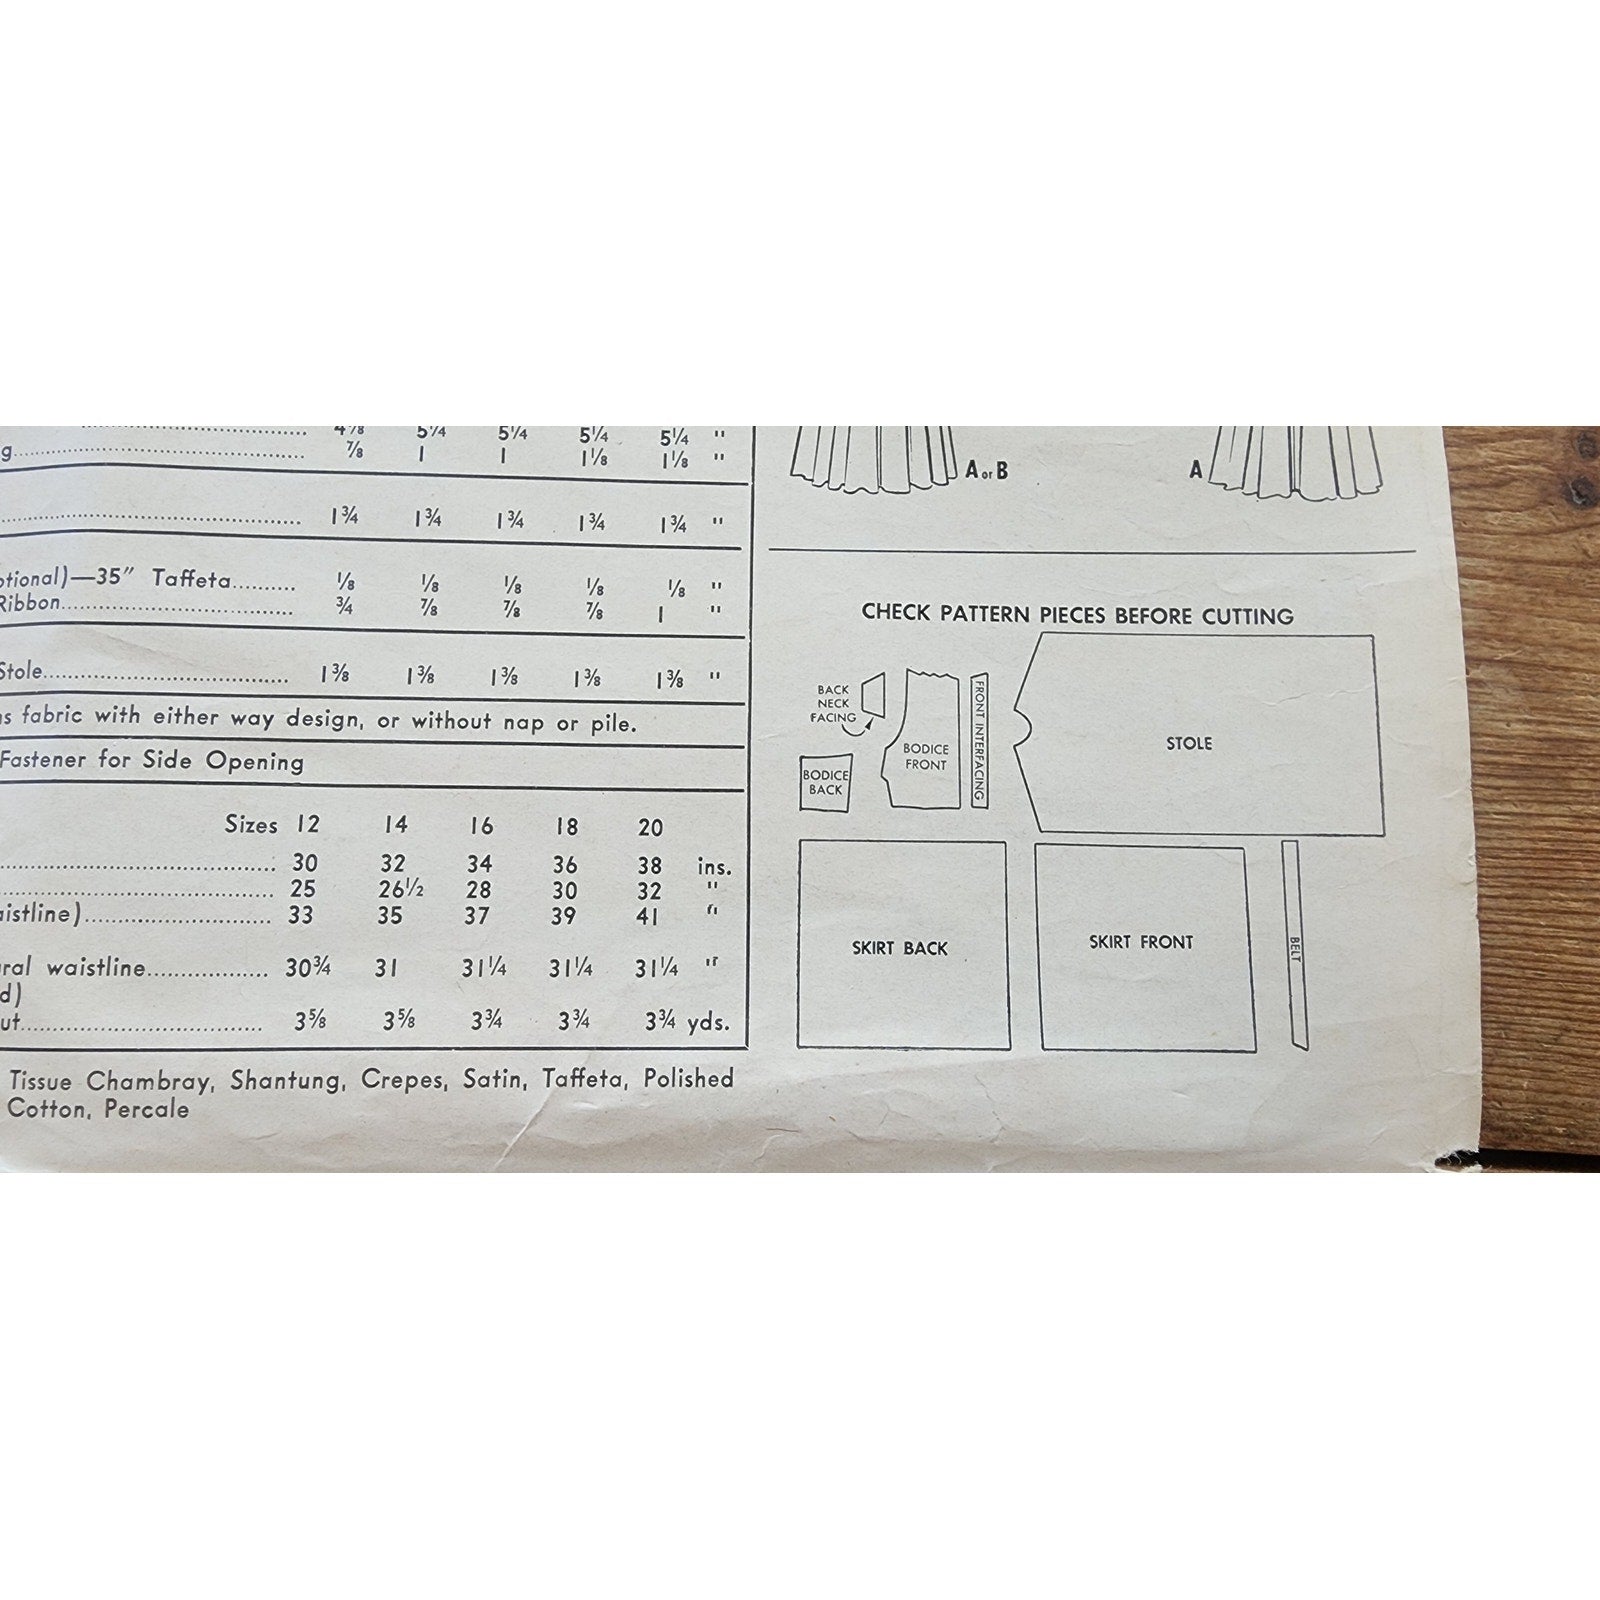 5¼ 5¼ 5¼ 5¼ "
g ⅞ 1 1 1⅛ 1⅛ "
1¾ 1¾ 1¾ 1¾ 1¾ "
ptional)—35" Taffeta ⅛ ⅛ ⅛ ⅛ ⅛ "
Ribbon ¾ ⅞ ⅞ ⅞ 1 "
Stole 1⅜ 1⅜ 1⅜ 1⅜ 1⅜ "
ns fabric with either way design, or without nap or pile.
Fastener for Side Opening
Sizes 12 14 16 18 20
30 32 34 36 38 ins.
25 26½ 28 30 32 "
aistline) 33 35 37 39 41 "
ral waistline 30¾ 31 31¼ 31¼ 31¼ "
d)
ut 3⅝ 3⅝ 3¾ 3¾ 3¾ yds.
Tissue Chambray, Shantung, Crepes, Satin, Taffeta, Polished
Cotton, Percale
A or B
A
CHECK PATTERN PIECES BEFORE CUTTING
BACK
NECK
FACING
BODICE
BACK
BODICE
FRONT
FRONT INTERFACING
STOLE
SKIRT BACK
SKIRT FRONT
BELT